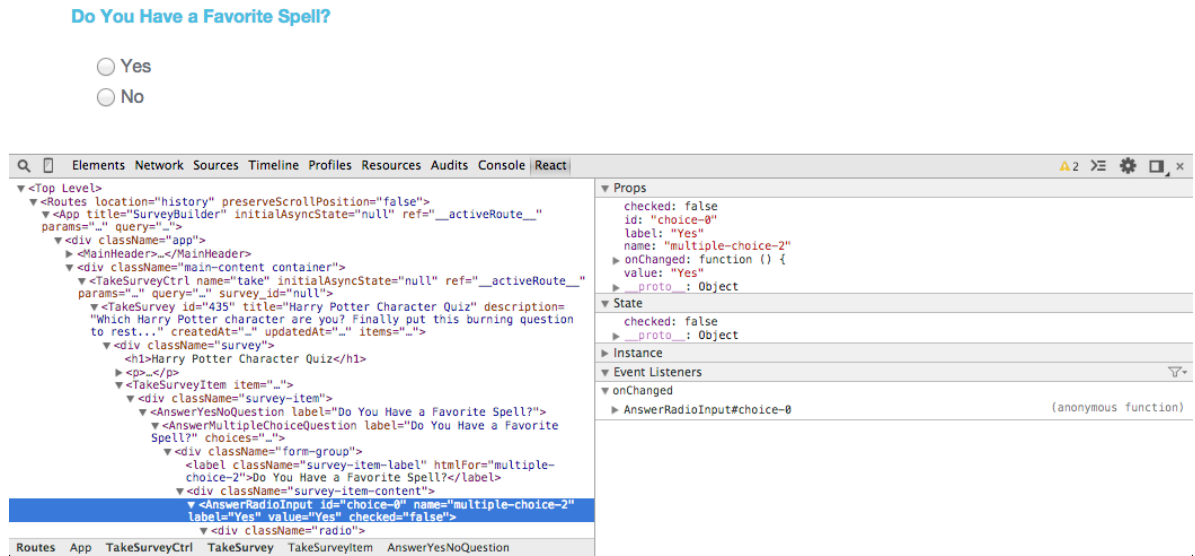 Do You Have a Favorite Spell?
Yes
No
Elements Network Sources Timeline Profiles Resources Audits Console React
2
▼<Top Level>
▼<Routes location="history" preserveScrollPosition="false">
▼<App title="SurveyBuilder" initialAsyncState="null" ref="__activeRoute__"
params="…" query="…">
▼<div className="app">
▶<MainHeader>…</MainHeader>
▼<div className="main-content container">
▼<TakeSurveyCtrl name="take" initialAsyncState="null" ref="__activeRoute__"
params="…" query="…" survey_id="null">
▼<TakeSurvey id="435" title="Harry Potter Character Quiz" description=
"Which Harry Potter character are you? Finally put this burning question
to rest..." createdAt="…" updatedAt="…" items="…">
▼<div className="survey">
<h1>Harry Potter Character Quiz</h1>
▶<p>…</p>
▼<TakeSurveyItem item="…">
▼<div className="survey-item">
▼<AnswerYesNoQuestion label="Do You Have a Favorite Spell?">
▼<AnswerMultipleChoiceQuestion label="Do You Have a Favorite
Spell?" choices="…">
▼<div className="form-group">
<label className="survey-item-label" htmlFor="multiple-
choice-2">Do You Have a Favorite Spell?</label>
▼<div className="survey-item-content">
▼<AnswerRadioInput id="choice-0" name="multiple-choice-2"
label="Yes" value="Yes" checked="false">
▼<div className="radio">
Routes App TakeSurveyCtrl TakeSurvey TakeSurveyItem AnswerYesNoQuestion
▼ Props
checked: false
id: "choice-0"
label: "Yes"
name: "multiple-choice-2"
▶ onChanged: function () {
value: "Yes"
▶ __proto__: Object
▼ State
checked: false
▶ __proto__: Object
▶ Instance
▼ Event Listeners
▼ onChanged
▶ AnswerRadioInput#choice-0 (anonymous function)